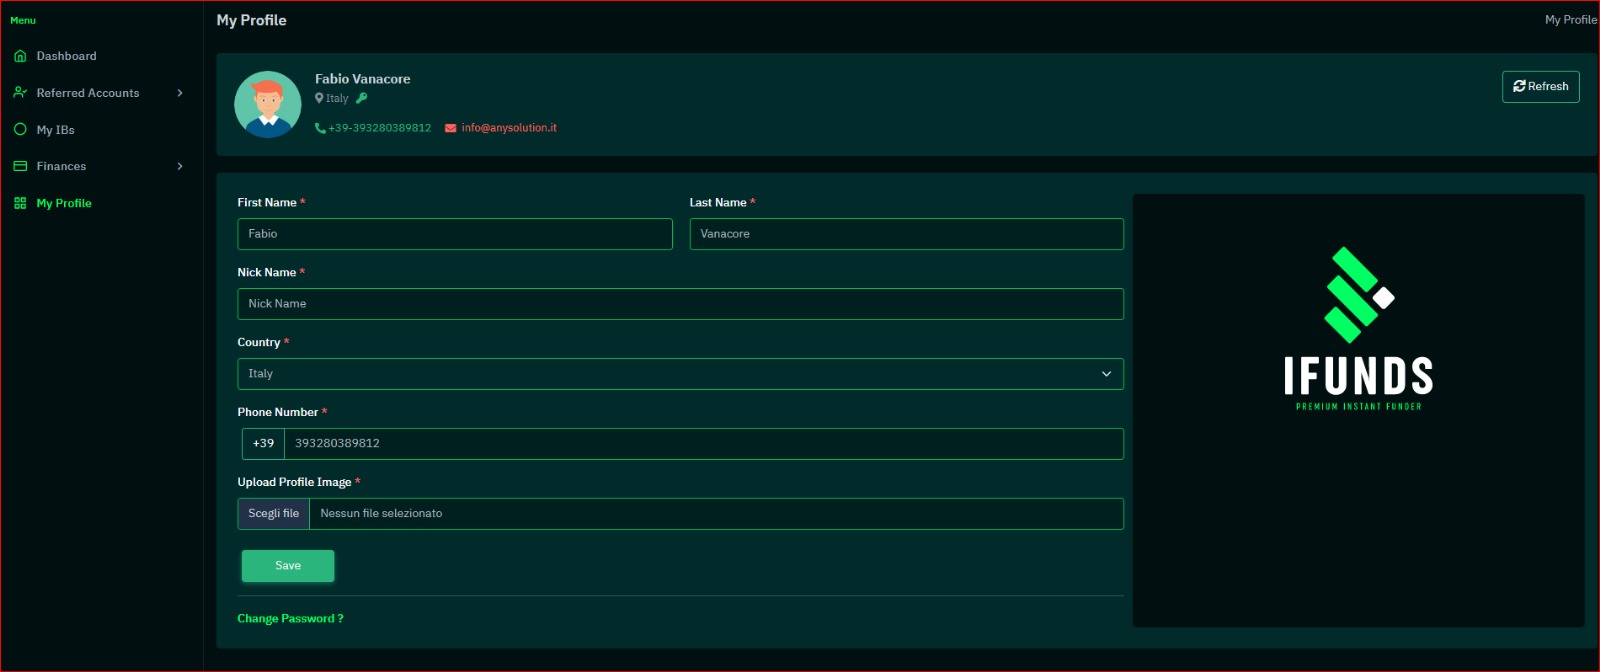 Menu
Dashboard
Referred Accounts
My IBs
Finances
My Profile
My Profile
My Profile
Fabio Vanacore
Italy
+39-393280389812 info@anysolution.it
Refresh
First Name *
Fabio
Last Name *
Vanacore
Nick Name *
Nick Name
Country *
Italy
Phone Number *
+39 393280389812
Upload Profile Image *
Scegli file Nessun file selezionato
Save
Change Password ?
IFUNDS
PREMIUM INSTANT FUNDER